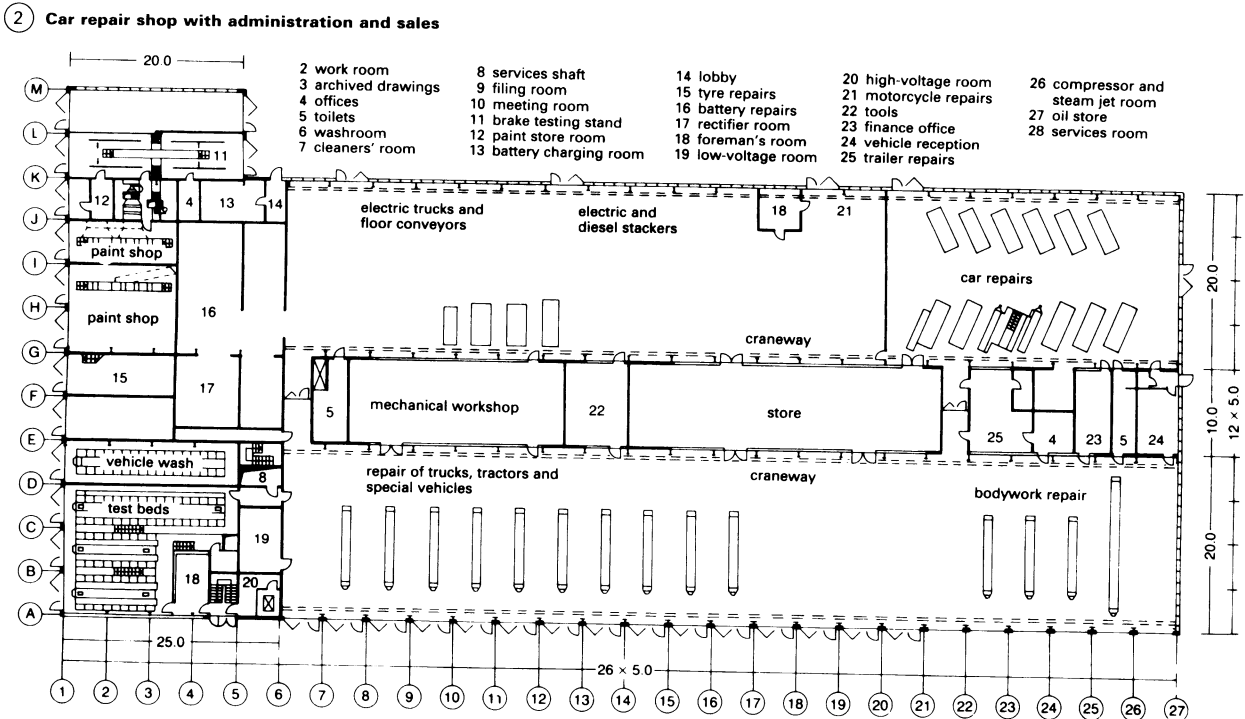 2 Car repair shop with administration and sales
20.0
2 work room
3 archived drawings
4 offices
5 toilets
6 washroom
7 cleaners' room
8 services shaft
9 filing room
10 meeting room
11 brake testing stand
12 paint store room
13 battery charging room
14 lobby
15 tyre repairs
16 battery repairs
17 rectifier room
18 foreman's room
19 low-voltage room
20 high-voltage room
21 motorcycle repairs
22 tools
23 finance office
24 vehicle reception
25 trailer repairs
26 compressor and
steam jet room
27 oil store
28 services room
M
L
11
K
12
4
13
14
electric trucks and
floor conveyors
electric and
diesel stackers
18
21
J
paint shop
I
car repairs
20.0
H
paint shop
16
craneway
G
15
17
F
5
mechanical workshop
22
store
25
4
23
5
24
10.0
12 × 5.0
E
vehicle wash
8
repair of trucks, tractors and
special vehicles
craneway
bodywork repair
D
test beds
C
19
20.0
B
18
20
A
25.0
26 × 5.0
1
2
3
4
5
6
7
8
9
10
11
12
13
14
15
16
17
18
19
20
21
22
23
24
25
26
27